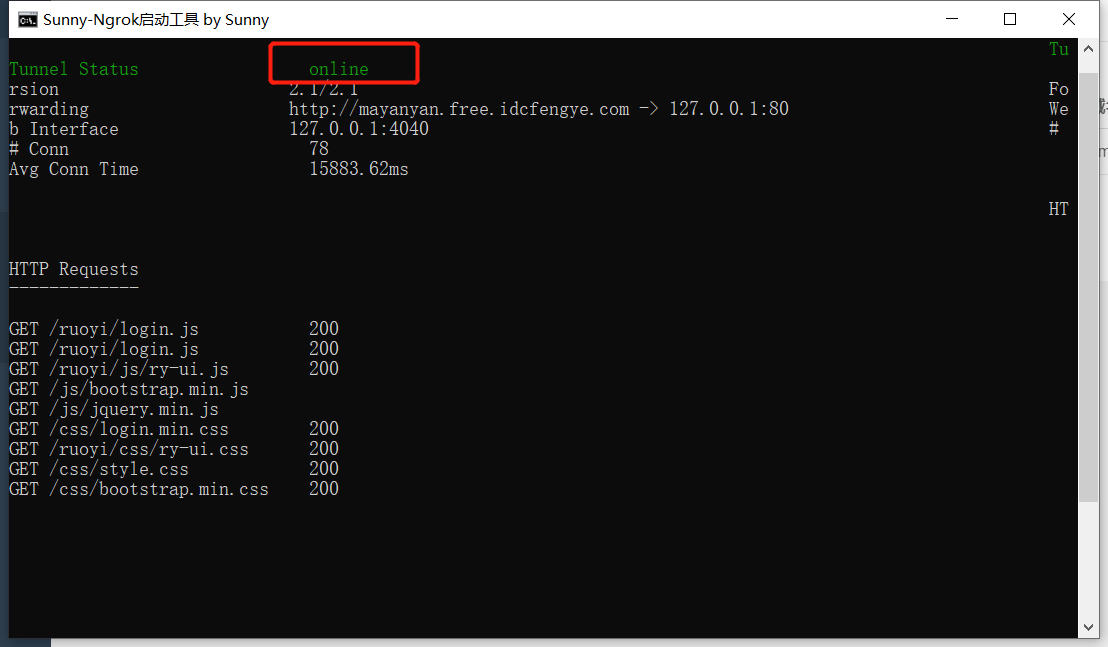 Sunny-Ngrok启动工具 by Sunny
Tu
Tunnel Status online
rsion 2.1/2.1 Fo
rwarding http://mayanyan.free.idcfengye.com -> 127.0.0.1:80 We
b Interface 127.0.0.1:4040 #
# Conn 78
Avg Conn Time 15883.62ms
HT
HTTP Requests
-------------
GET /ruoyi/login.js 200
GET /ruoyi/login.js 200
GET /ruoyi/js/ry-ui.js 200
GET /js/bootstrap.min.js
GET /js/jquery.min.js
GET /css/login.min.css 200
GET /ruoyi/css/ry-ui.css 200
GET /css/style.css 200
GET /css/bootstrap.min.css 200